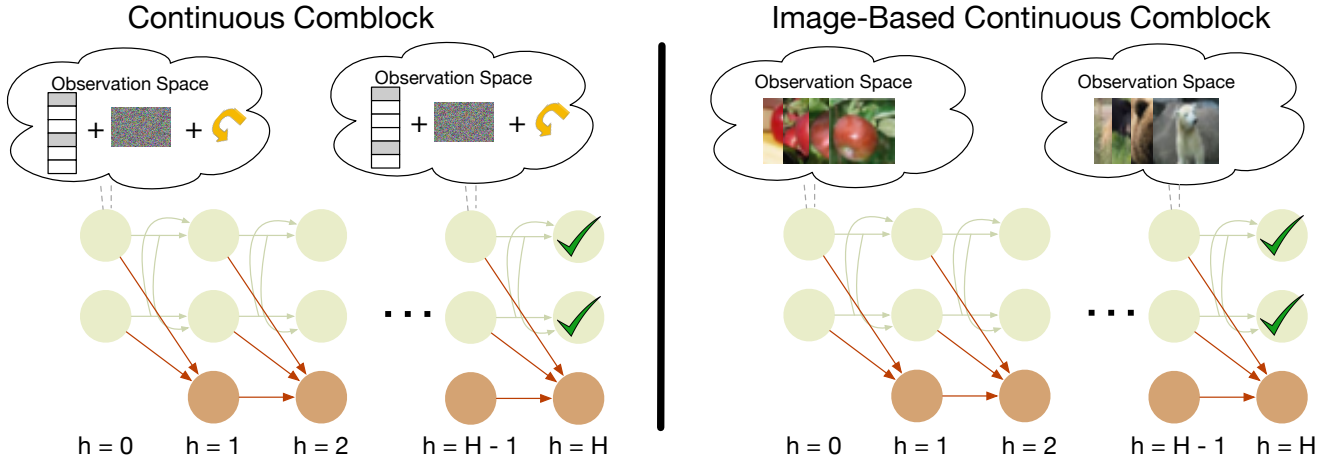 Continuous Comblock
Observation Space
+ +
Observation Space
+ +
...
h = 0 h = 1 h = 2 h = H - 1 h = H
Image-Based Continuous Comblock
Observation Space
Observation Space
...
h = 0 h = 1 h = 2 h = H - 1 h = H